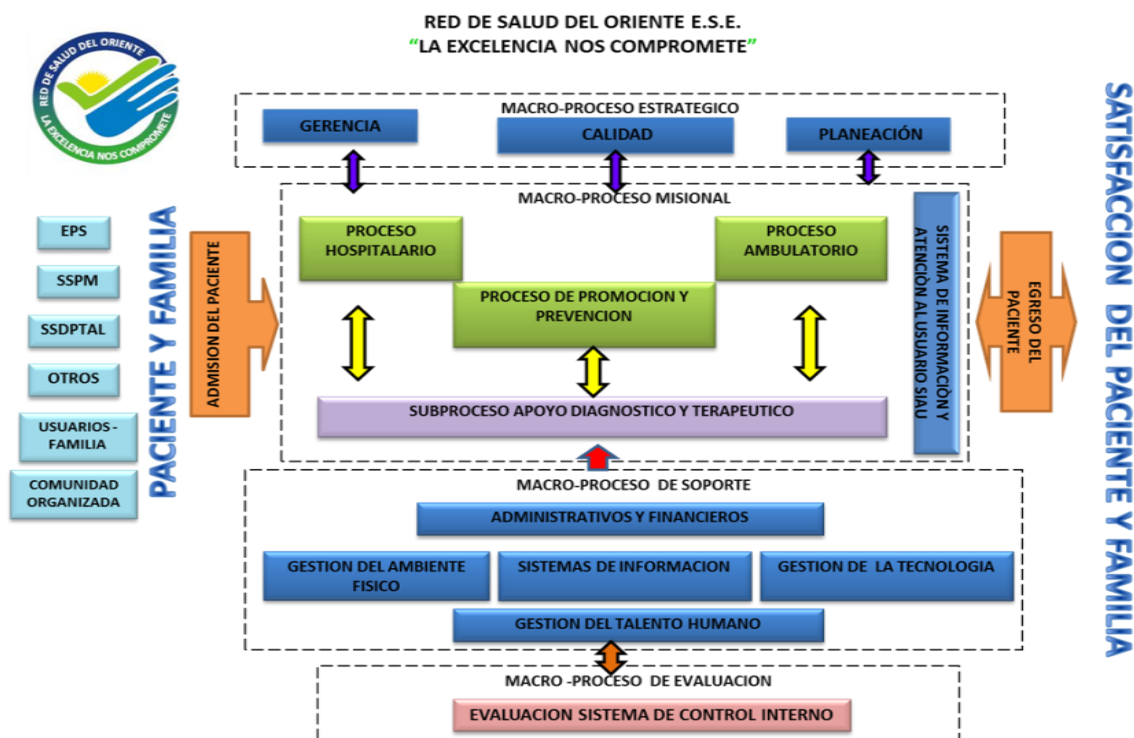 RED DE SALUD DEL ORIENTE E.S.E.
“LA EXCELENCIA NOS COMPROMETE”
RED DE SALUD DEL ORIENTE
LA EXCELENCIA NOS COMPROMETE
MACRO-PROCESO ESTRATEGICO
GERENCIA
CALIDAD
PLANEACIÓN
EPS
SSPM
SSDPTAL
OTROS
USUARIOS -
FAMILIA
COMUNIDAD
ORGANIZADA
PACIENTE Y FAMILIA
ADMISION DEL PACIENTE
MACRO-PROCESO MISIONAL
PROCESO
HOSPITALARIO
PROCESO
AMBULATORIO
PROCESO DE PROMOCION Y
PREVENCION
SUBPROCESO APOYO DIAGNOSTICO Y TERAPEUTICO
SISTEMA DE INFORMACIÒN Y
ATENCIÒN AL USUARIO SIAU
EGRESO DEL
PACIENTE
SATISFACCION DEL PACIENTE Y FAMILIA
MACRO-PROCESO DE SOPORTE
ADMINISTRATIVOS Y FINANCIEROS
GESTION DEL AMBIENTE
FISICO
SISTEMAS DE INFORMACION
GESTION DE LA TECNOLOGIA
GESTION DEL TALENTO HUMANO
MACRO -PROCESO DE EVALUACION
EVALUACION SISTEMA DE CONTROL INTERNO